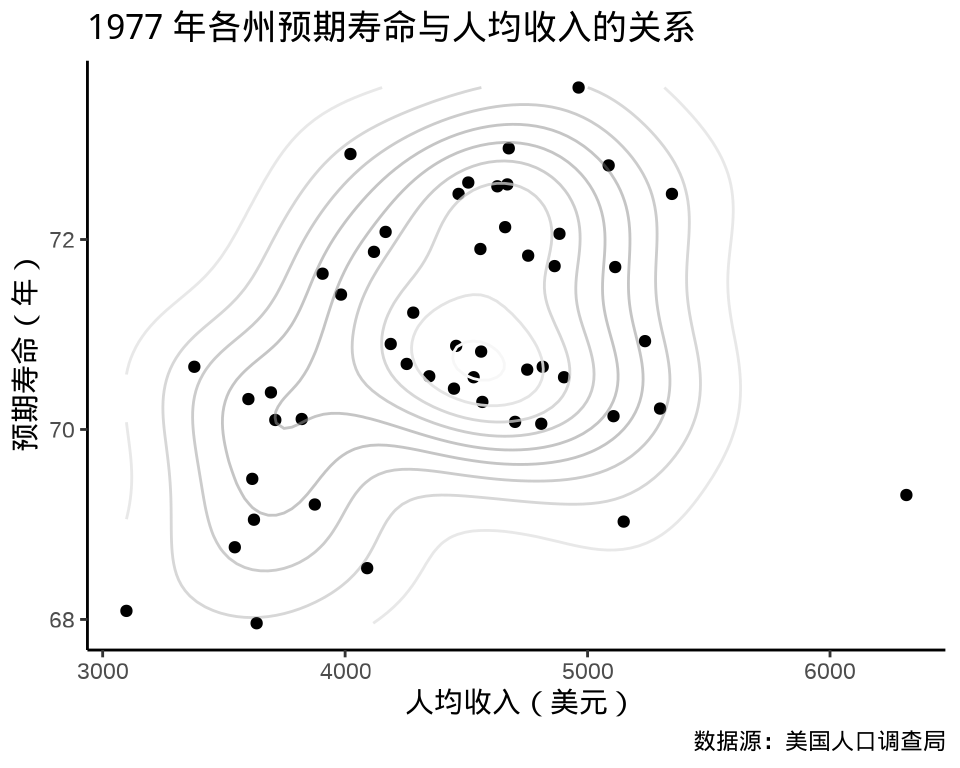 1977 年各州预期寿命与人均收入的关系
预期寿命（年）
72
70
68
3000 4000 5000 6000
人均收入（美元）
数据源：美国人口调查局